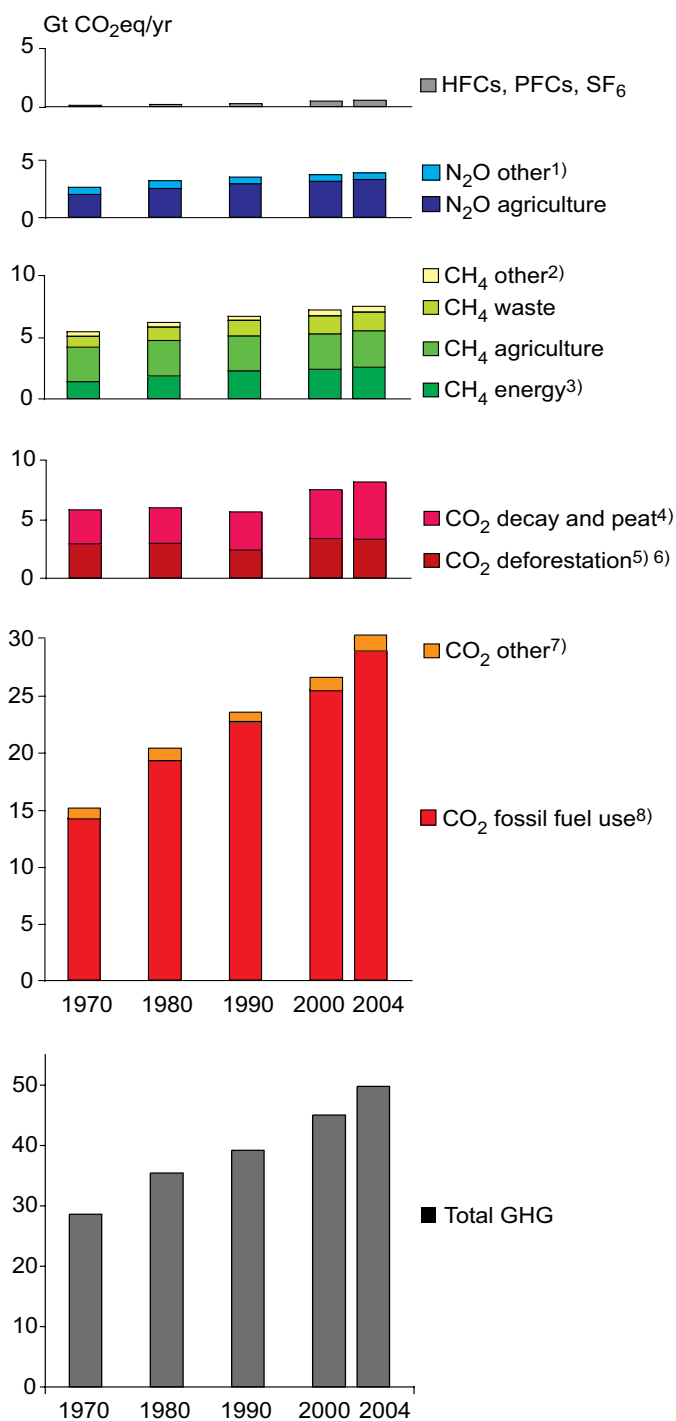 Gt CO₂eq/yr
5
0
HFCs, PFCs, SF₆
5
0
N₂O other¹⁾
N₂O agriculture
10
5
0
CH₄ other²⁾
CH₄ waste
CH₄ agriculture
CH₄ energy³⁾
10
5
0
CO₂ decay and peat⁴⁾
CO₂ deforestation⁵⁾ ⁶⁾
30
25
20
15
10
5
0
CO₂ other⁷⁾
CO₂ fossil fuel use⁸⁾
1970 1980 1990 2000 2004
50
40
30
20
10
0
Total GHG
1970 1980 1990 2000 2004